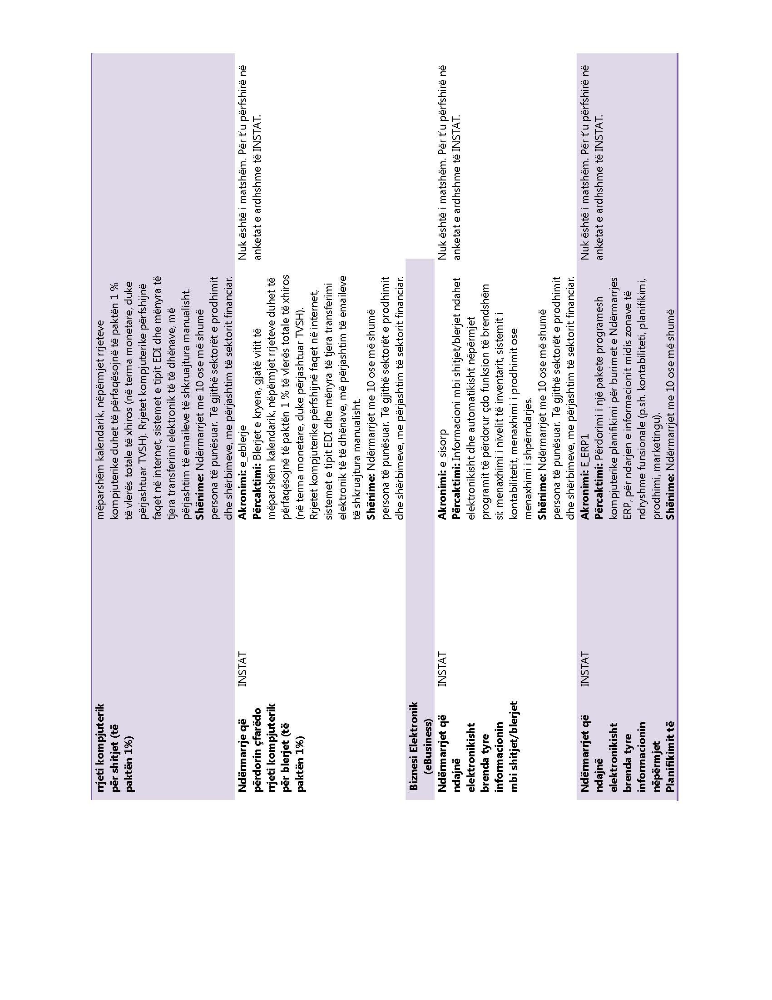 rrjeti kompjuterik
për shitjet (të
paktën 1%)
mëparshëm kalendarik, nëpërmjet rrjeteve
kompjuterike duhet të përfaqësojnë të paktën 1 %
të vlerës totale të xhiros (në terma monetare, duke
përjashtuar TVSH). Rrjetet kompjuterike përfshijnë
faqet në internet, sistemet e tipit EDI dhe mënyra të
tjera transferimi elektronik të të dhënave, më
përjashtim të emaileve të shkruajtura manualisht.
Shënime: Ndërmarrjet me 10 ose më shumë
persona të punësuar. Të gjithë sektorët e prodhimit
dhe shërbimeve, me përjashtim të sektorit financiar.
Ndërmarrje që
përdorin çfarëdo
rrjeti kompjuterik
për blerjet (të
paktën 1%)
INSTAT
Akronimi: e_eblerje
Përcaktimi: Blerjet e kryera, gjatë vitit të
mëparshëm kalendarik, nëpërmjet rrjeteve duhet të
përfaqësojnë të paktën 1 % të vlerës totale të xhiros
(në terma monetare, duke përjashtuar TVSH).
Rrjetet kompjuterike përfshijnë faqet në internet,
sistemet e tipit EDI dhe mënyra të tjera transferimi
elektronik të të dhënave, më përjashtim të emaileve
të shkruajtura manualisht.
Shënime: Ndërmarrjet me 10 ose më shumë
persona të punësuar. Të gjithë sektorët e prodhimit
dhe shërbimeve, me përjashtim të sektorit financiar.
Nuk është i matshëm. Për t'u përfshirë në
anketat e ardhshme të INSTAT.
Biznesi Elektronik
(eBusiness)
Ndërmarrjet që
ndajnë
elektronikisht
brenda tyre
informacionin
mbi shitjet/blerjet
INSTAT
Akronimi: e_sisorp
Përcaktimi: Informacioni mbi shitjet/blerjet ndahet
elektronikisht dhe automatikisht nëpërmjet
programit të përdorur çdo funksion të brendshëm
si: menaxhimi i nivelit të inventarit, sistemit i
kontabilitetit, menaxhimi i prodhimit ose
menaxhimi i shpërndarjes.
Shënime: Ndërmarrjet me 10 ose më shumë
persona të punësuar. Të gjithë sektorët e prodhimit
dhe shërbimeve, me përjashtim të sektorit financiar.
Nuk është i matshëm. Për t'u përfshirë në
anketat e ardhshme të INSTAT.
Ndërmarrjet që
ndajnë
elektronikisht
brenda tyre
informacionin
nëpërmjet
Planifikimit të
INSTAT
Akronimi: E_ERP1
Përcaktimi: Përdorimi i një pakete programesh
kompjuterike planifikimi për burimet e Ndërmarrjes
ERP, për ndarjen e informacionit midis zonave të
ndryshme funsionale (p.sh. kontabiliteti, planifikimi,
prodhimi, marketingu).
Shënime: Ndërmarrjet me 10 ose më shumë
Nuk është i matshëm. Për t'u përfshirë në
anketat e ardhshme të INSTAT.